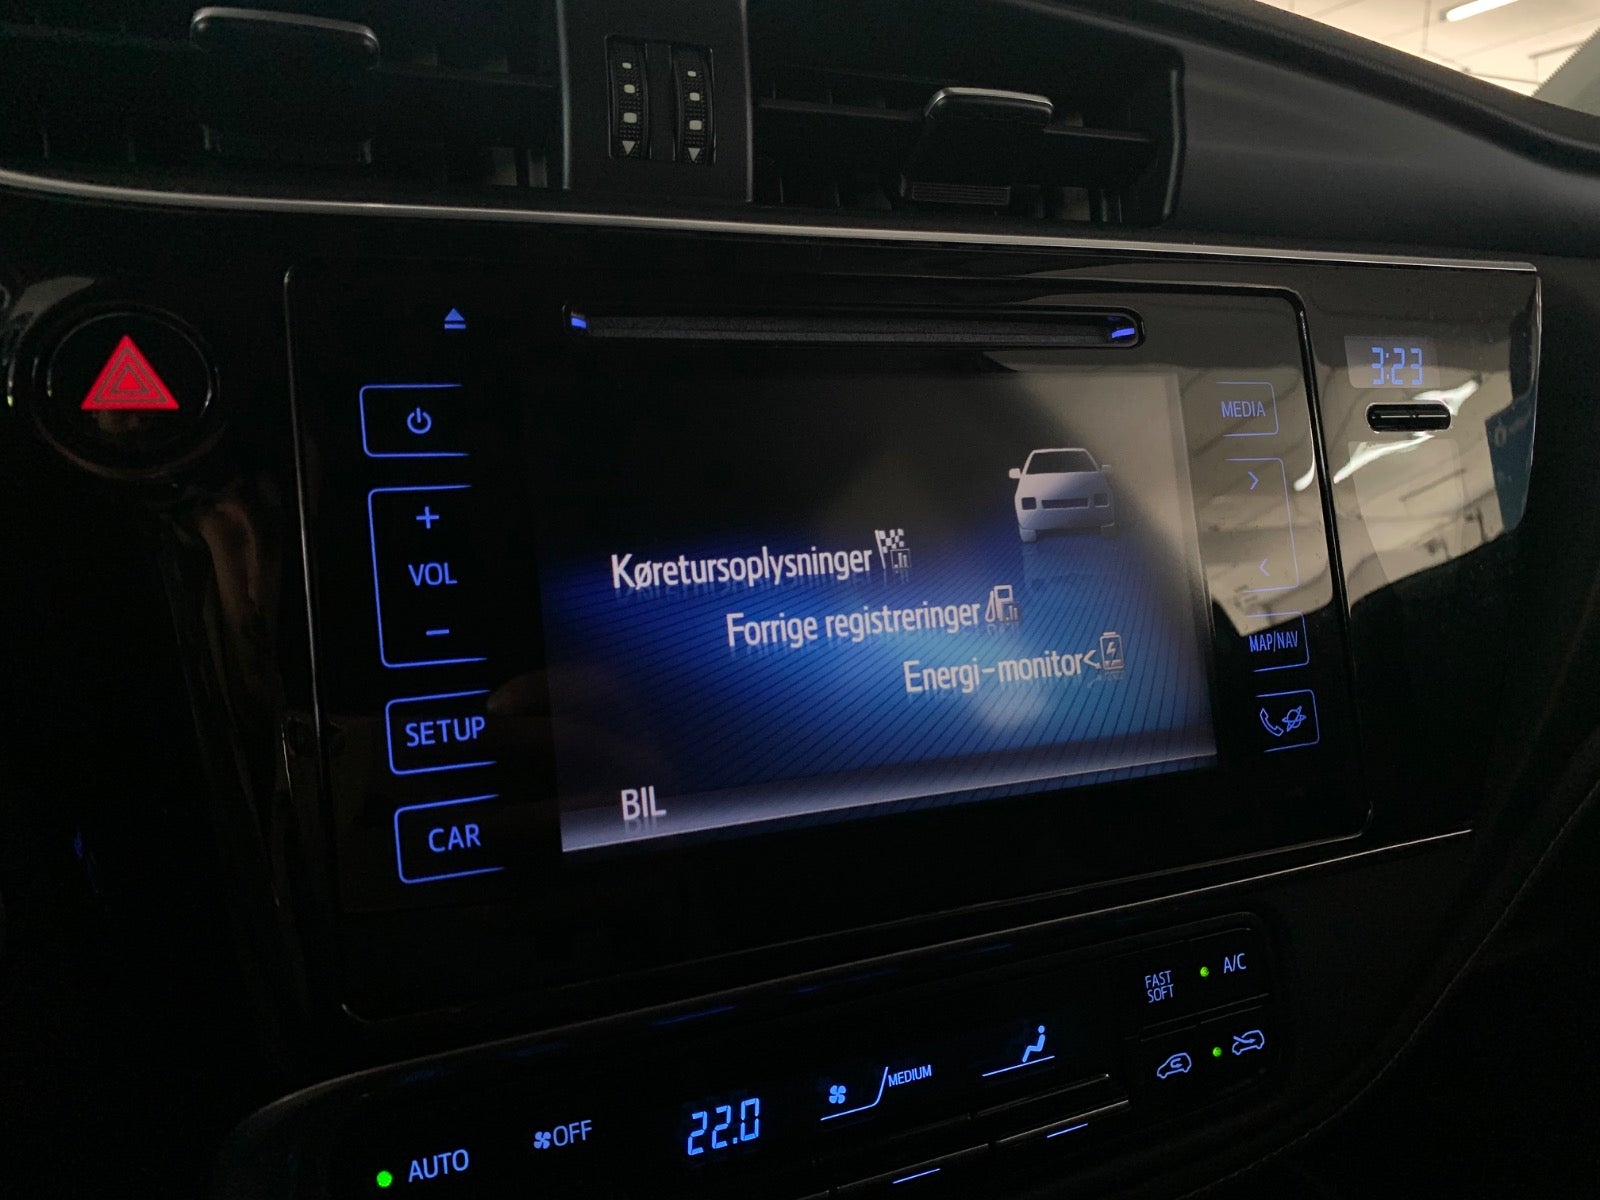 3:23
MEDIA
VOL
Køretursoplysninger
Forrige registreringer
Energi-monitor
MAP/NAV
SETUP
BIL
CAR
FAST
SOFT
A/C
MEDIUM
22.0
OFF
AUTO